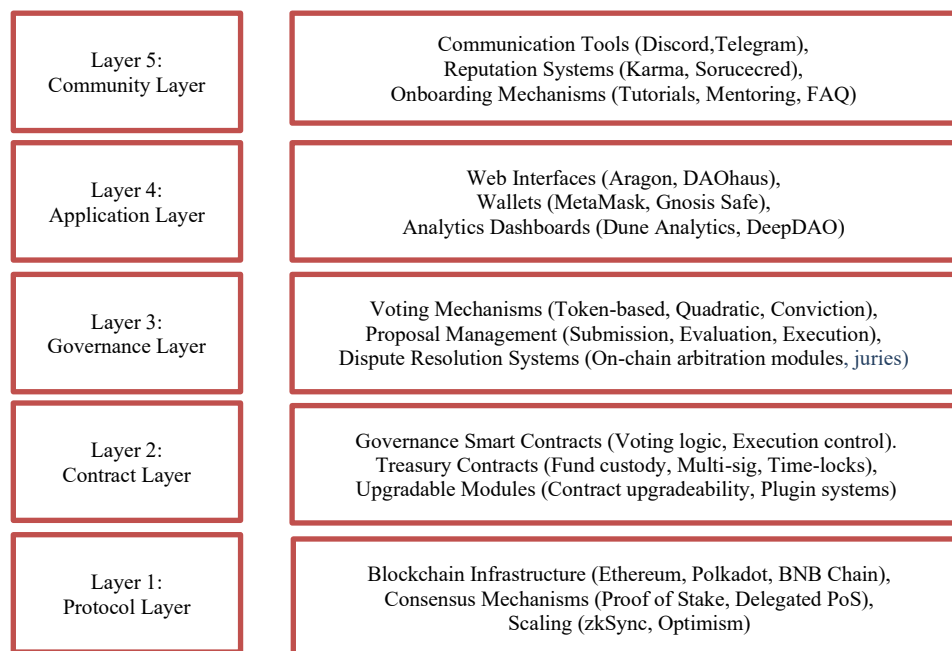 Layer 5:
Community Layer
Communication Tools (Discord,Telegram),
Reputation Systems (Karma, Sorucecred),
Onboarding Mechanisms (Tutorials, Mentoring, FAQ)
Layer 4:
Application Layer
Web Interfaces (Aragon, DAOhaus),
Wallets (MetaMask, Gnosis Safe),
Analytics Dashboards (Dune Analytics, DeepDAO)
Layer 3:
Governance Layer
Voting Mechanisms (Token-based, Quadratic, Conviction),
Proposal Management (Submission, Evaluation, Execution),
Dispute Resolution Systems (On-chain arbitration modules, juries)
Layer 2:
Contract Layer
Governance Smart Contracts (Voting logic, Execution control).
Treasury Contracts (Fund custody, Multi-sig, Time-locks),
Upgradable Modules (Contract upgradeability, Plugin systems)
Layer 1:
Protocol Layer
Blockchain Infrastructure (Ethereum, Polkadot, BNB Chain),
Consensus Mechanisms (Proof of Stake, Delegated PoS),
Scaling (zkSync, Optimism)